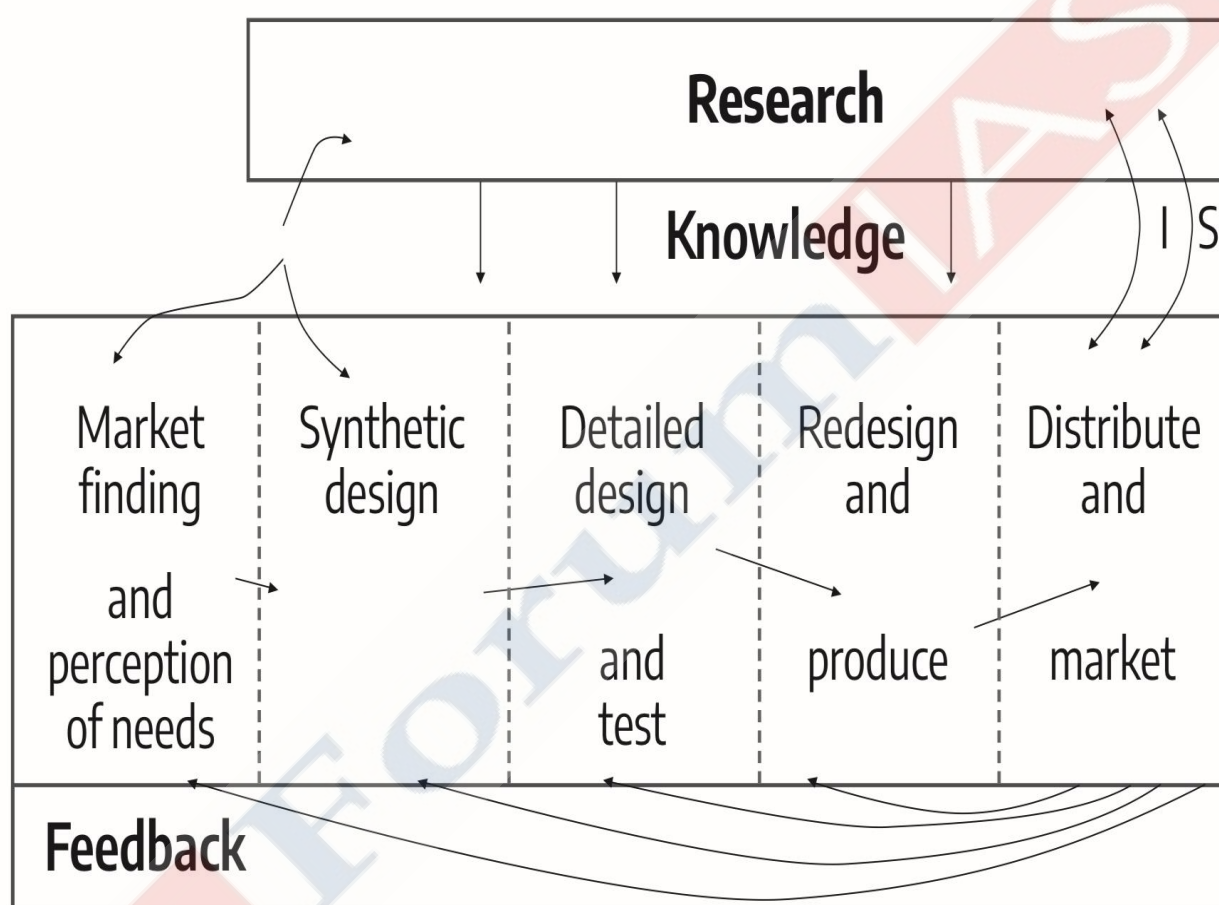 Research
Knowledge
I S
Market
finding
and
perception
of needs
Synthetic
design
Detailed
design
and
test
Redesign
and
produce
Distribute
and
market
Feedback
ForumIAS